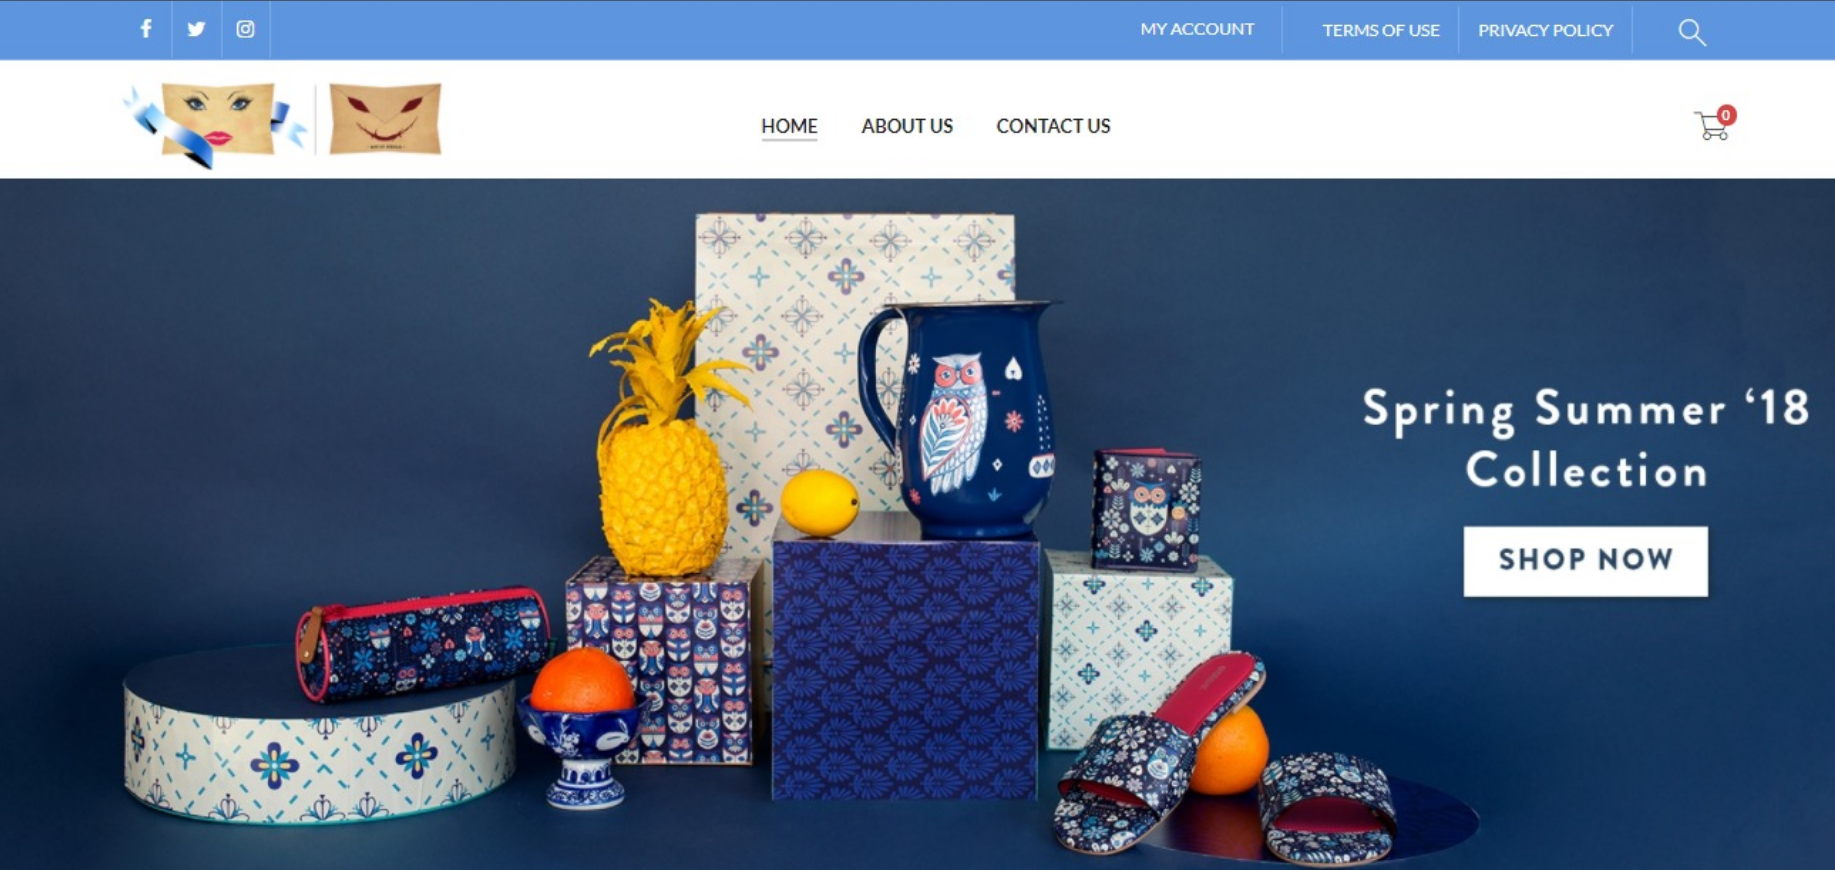 MY ACCOUNT
TERMS OF USE
PRIVACY POLICY
HOME
ABOUT US
CONTACT US
0
Spring Summer ‘18
Collection
SHOP NOW